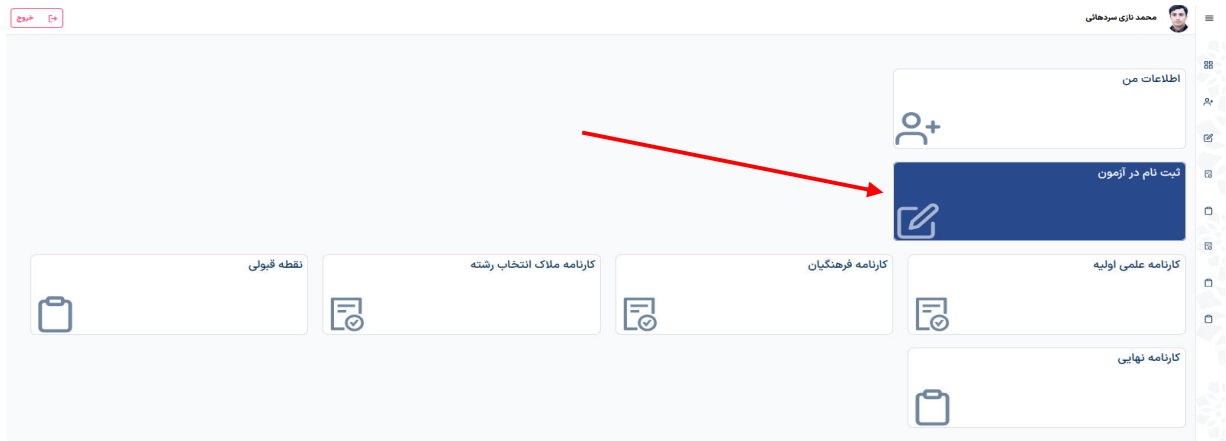 محمد نازی سردهائی
خروج
اطلاعات من
ثبت نام در آزمون
کارنامه علمی اولیه
کارنامه فرهنگیان
کارنامه ملاک انتخاب رشته
نقطه قبولی
کارنامه نهایی